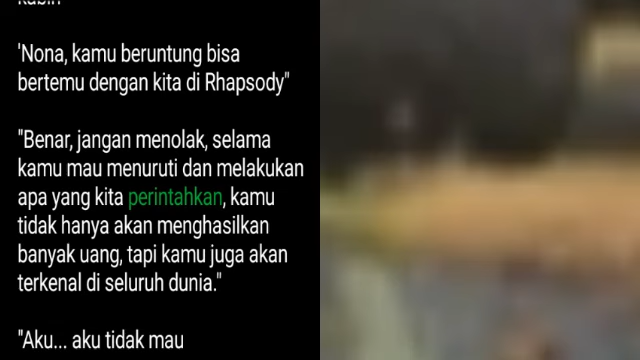 'Nona, kamu beruntung bisa
bertemu dengan kita di Rhapsody"
"Benar, jangan menolak, selama
kamu mau menuruti dan melakukan
apa yang kita perintahkan, kamu
tidak hanya akan menghasilkan
banyak uang, tapi kamu juga akan
terkenal di seluruh dunia."
"Aku... aku tidak mau